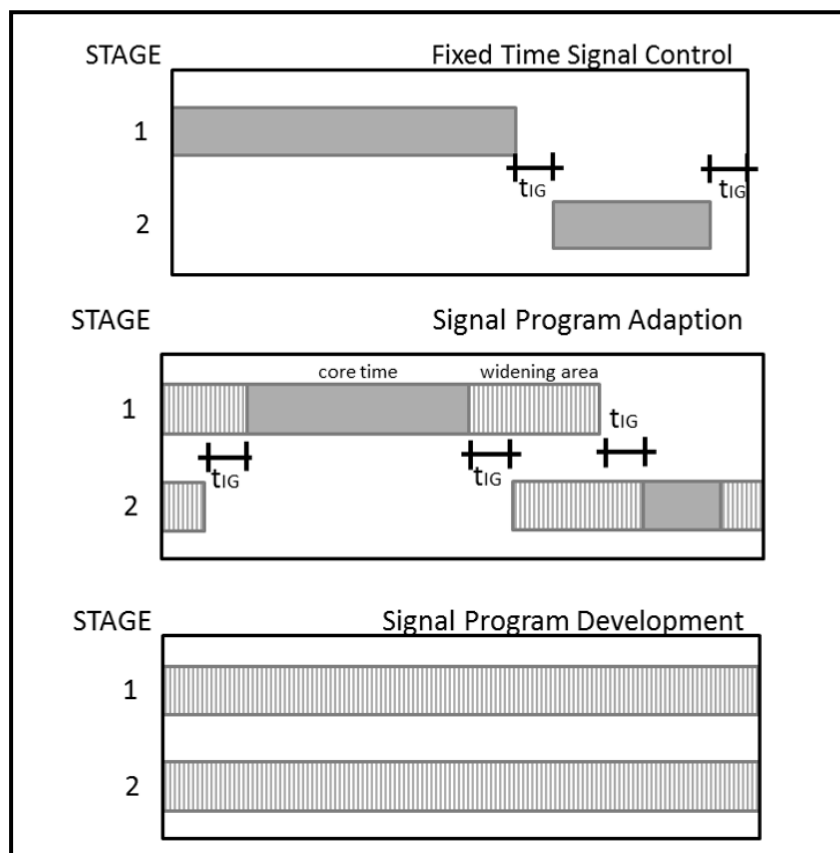 STAGE Fixed Time Signal Control
1
tIG tIG
2
STAGE Signal Program Adaption
core time widening area
1
tIG
tIG tIG
2
STAGE Signal Program Development
1
2